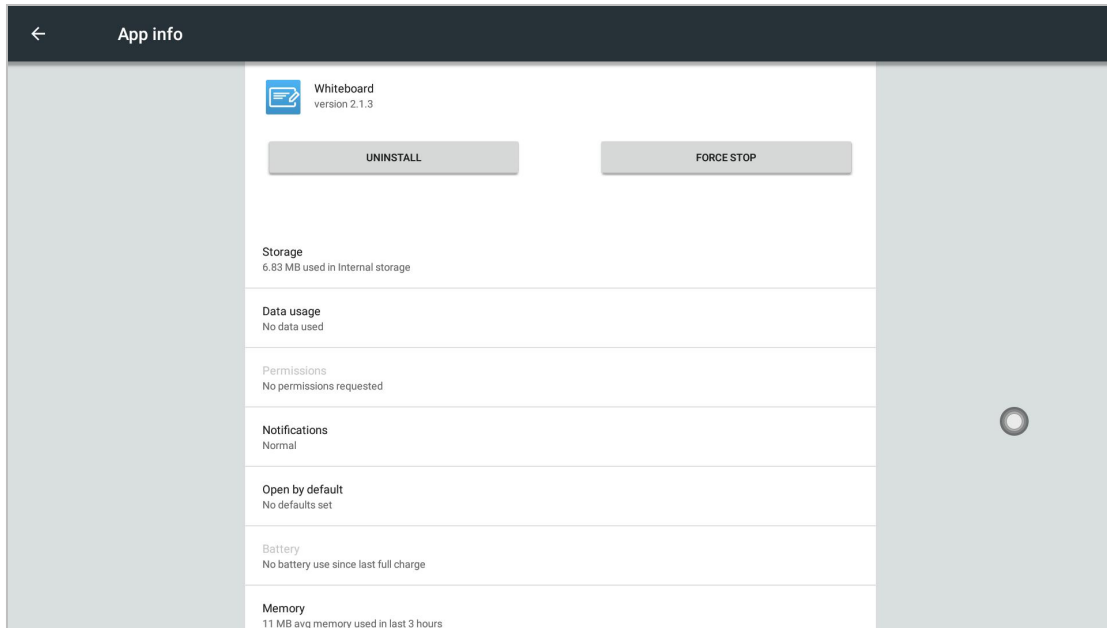 App info
Whiteboard
version 2.1.3
UNINSTALL
FORCE STOP
Storage
6.83 MB used in Internal storage
Data usage
No data used
Permissions
No permissions requested
Notifications
Normal
Open by default
No defaults set
Battery
No battery use since last full charge
Memory
11 MB avg memory used in last 3 hours